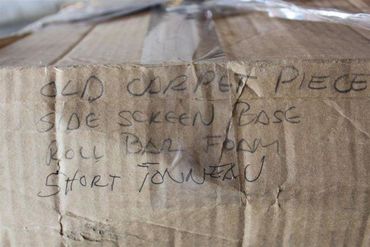 OLD CARPET PIECE
SIDE SCREEN BASE
ROLL BAR FOAM
SHORT TONNEAU